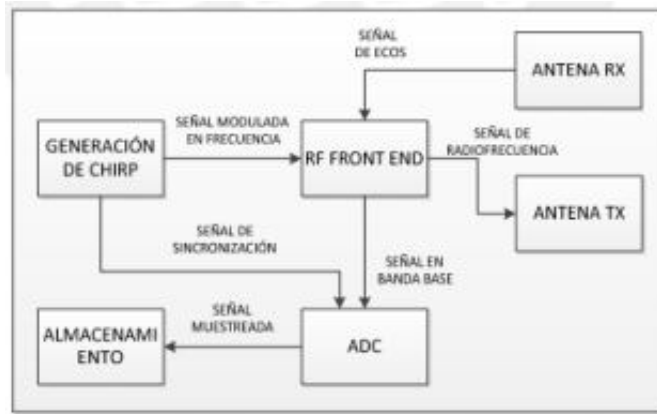 SEÑAL
DE ECOS
ANTENA RX
SEÑAL MODULADA
EN FRECUENCIA
GENERACIÓN
DE CHIRP
RF FRONT END
SEÑAL DE
RADIOFRECUENCIA
ANTENA TX
SEÑAL DE
SINCRONIZACIÓN
SEÑAL EN
BANDA BASE
SEÑAL
MUESTREADA
ALMACENAMI
ENTO
ADC